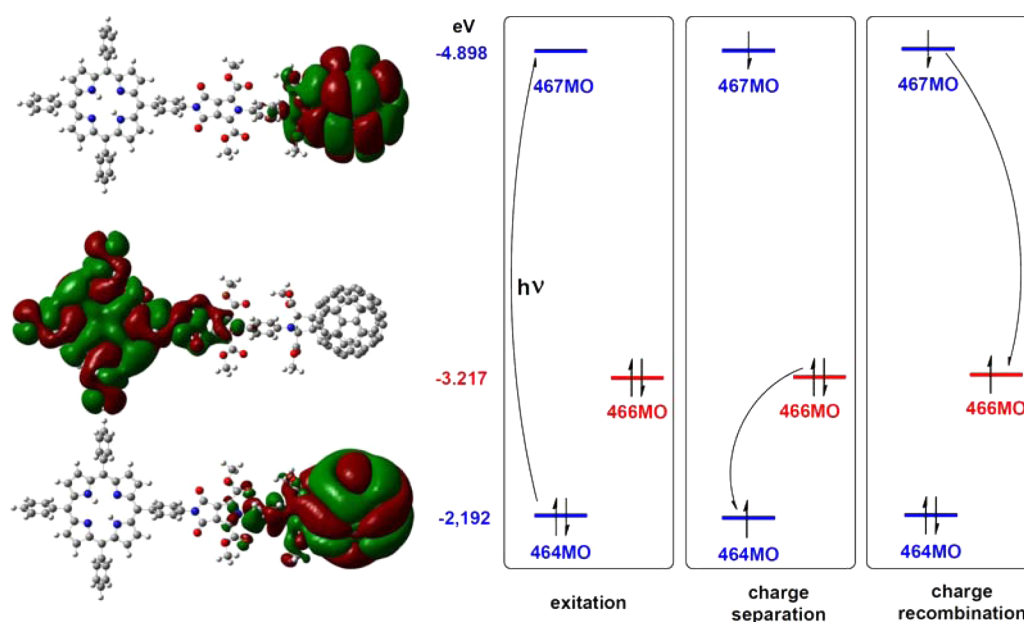 eV
-4.898
467MO
467MO
467MO
hν
-3.217
466MO
466MO
466MO
-2,192
464MO
464MO
464MO
exitation
charge
separation
charge
recombination